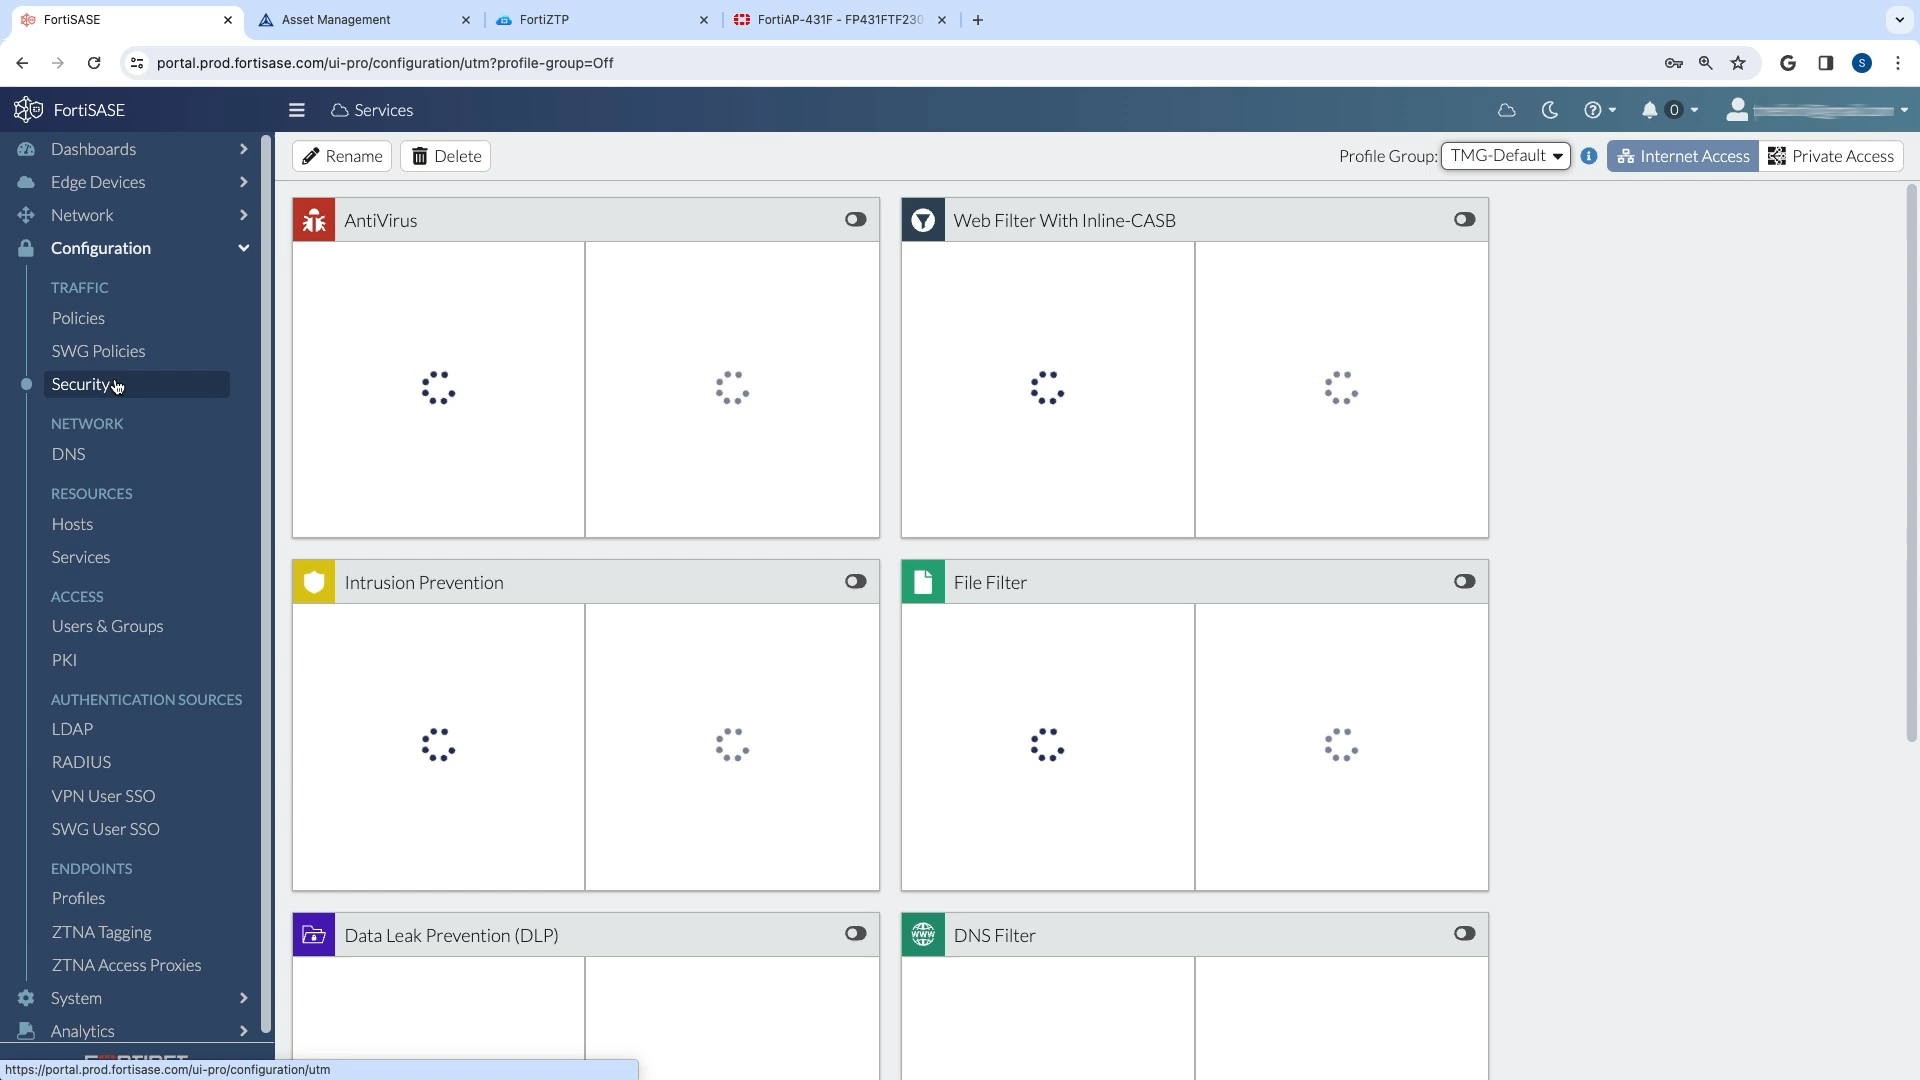 FortiSASE
Asset Management
FortiZTP
FortiAP-431F - FP431FTF230
portal.prod.fortisase.com/ui-pro/configuration/utm?profile-group=Off
S
FortiSASE
Services
0
Dashboards
Edge Devices
Network
Configuration
TRAFFIC
Policies
SWG Policies
Security
NETWORK
DNS
RESOURCES
Hosts
Services
ACCESS
Users & Groups
PKI
AUTHENTICATION SOURCES
LDAP
RADIUS
VPN User SSO
SWG User SSO
ENDPOINTS
Profiles
ZTNA Tagging
ZTNA Access Proxies
System
Analytics
https://portal.prod.fortisase.com/ui-pro/configuration/utm
Rename
Delete
Profile Group: TMG-Default
Internet Access
Private Access
AntiVirus
Web Filter With Inline-CASB
Intrusion Prevention
File Filter
Data Leak Prevention (DLP)
WWW
DNS Filter